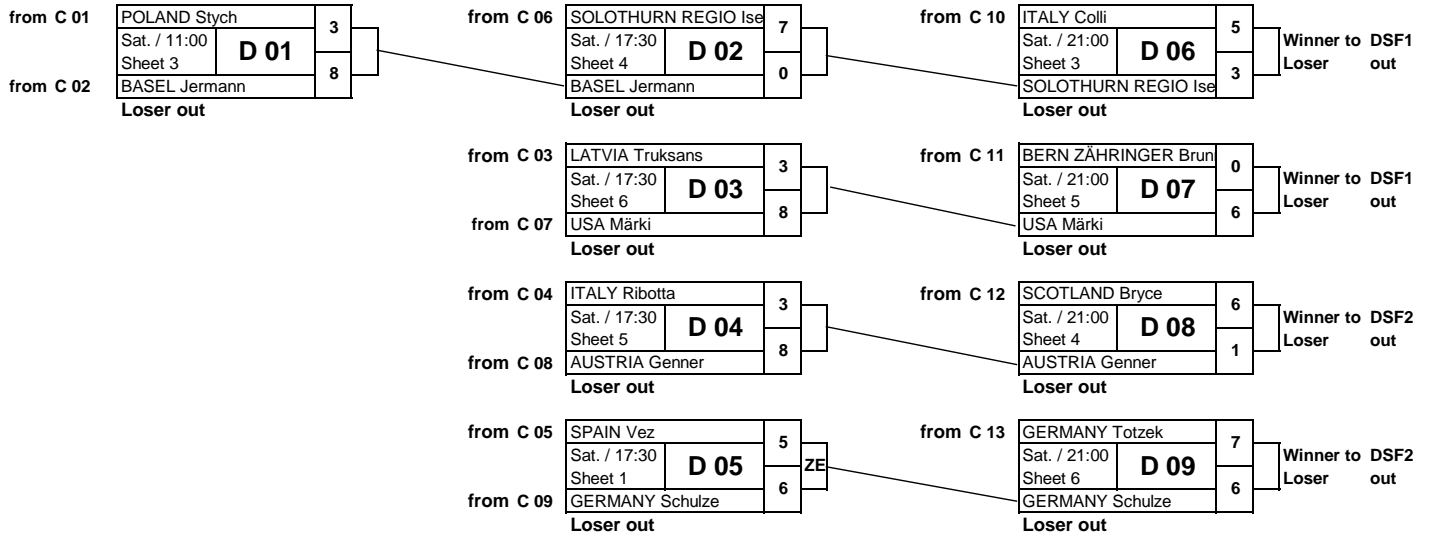 from C 01 POLAND Stych 3 from C 06 SOLOTHURN REGIO Ise 7 from C 10 ITALY Colli 5
Sat. / 11:00 D 01 Sat. / 17:30 D 02 Sat. / 21:00 D 06 Winner to DSF1
Sheet 3 8 Sheet 4 0 Sheet 3 3 Loser out
from C 02 BASEL Jermann BASEL Jermann SOLOTHURN REGIO Ise
Loser out Loser out Loser out
from C 03 LATVIA Truksans 3 from C 11 BERN ZÄHRINGER Brun 0
Sat. / 17:30 D 03 Sat. / 21:00 D 07 Winner to DSF1
Sheet 6 8 Sheet 5 6 Loser out
from C 07 USA Märki USA Märki
Loser out Loser out
from C 04 ITALY Ribotta 3 from C 12 SCOTLAND Bryce 6
Sat. / 17:30 D 04 Sat. / 21:00 D 08 Winner to DSF2
Sheet 5 8 Sheet 4 1 Loser out
from C 08 AUSTRIA Genner AUSTRIA Genner
Loser out Loser out
from C 05 SPAIN Vez 5 from C 13 GERMANY Totzek 7
Sat. / 17:30 D 05 ZE Sat. / 21:00 D 09 Winner to DSF2
Sheet 1 6 Sheet 6 6 Loser out
from C 09 GERMANY Schulze GERMANY Schulze
Loser out Loser out